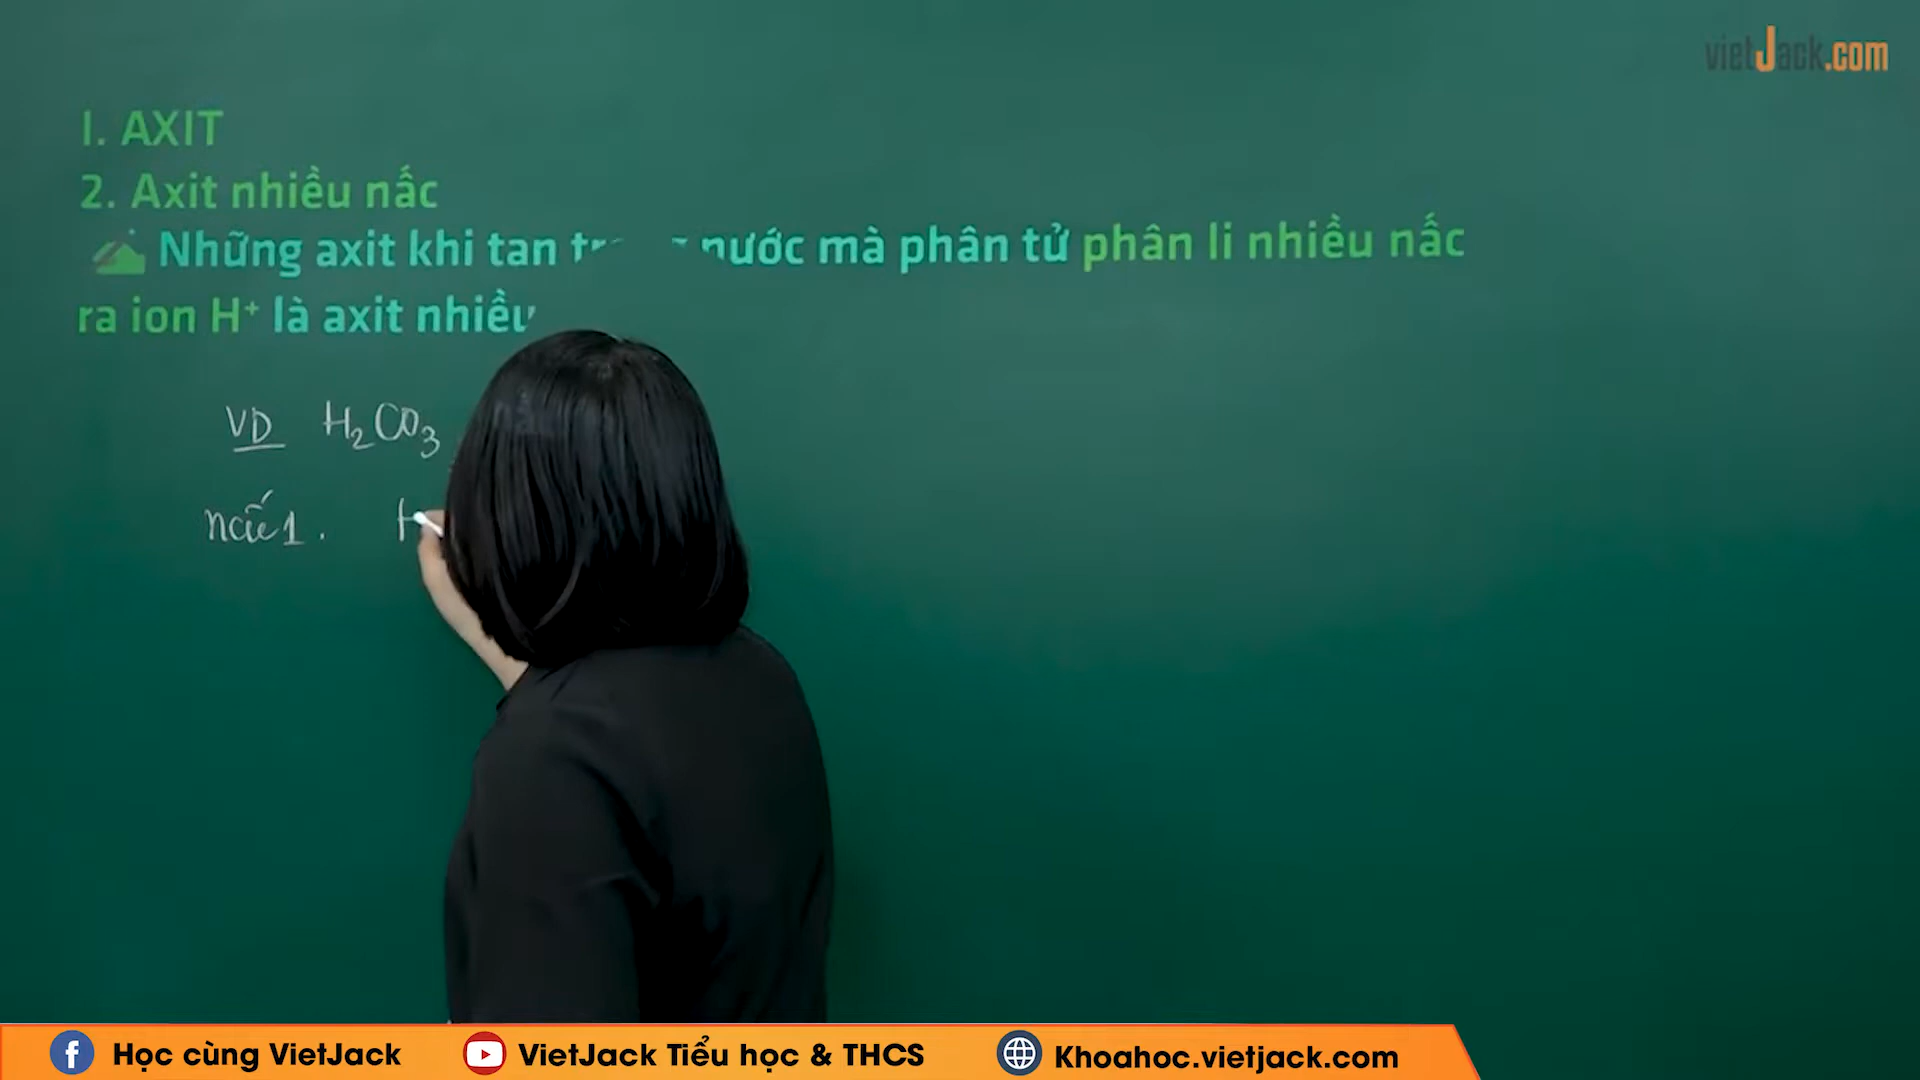 vietJack.com
I. AXIT
2. Axit nhiều nấc
Những axit khi tan nước mà phân tử phân li nhiều nấc
ra ion H⁺ là axit nhiều
VD H₂CO₃
nấc 1. H
Học cùng VietJack
VietJack Tiểu học & THCS
Khoahoc.vietjack.com